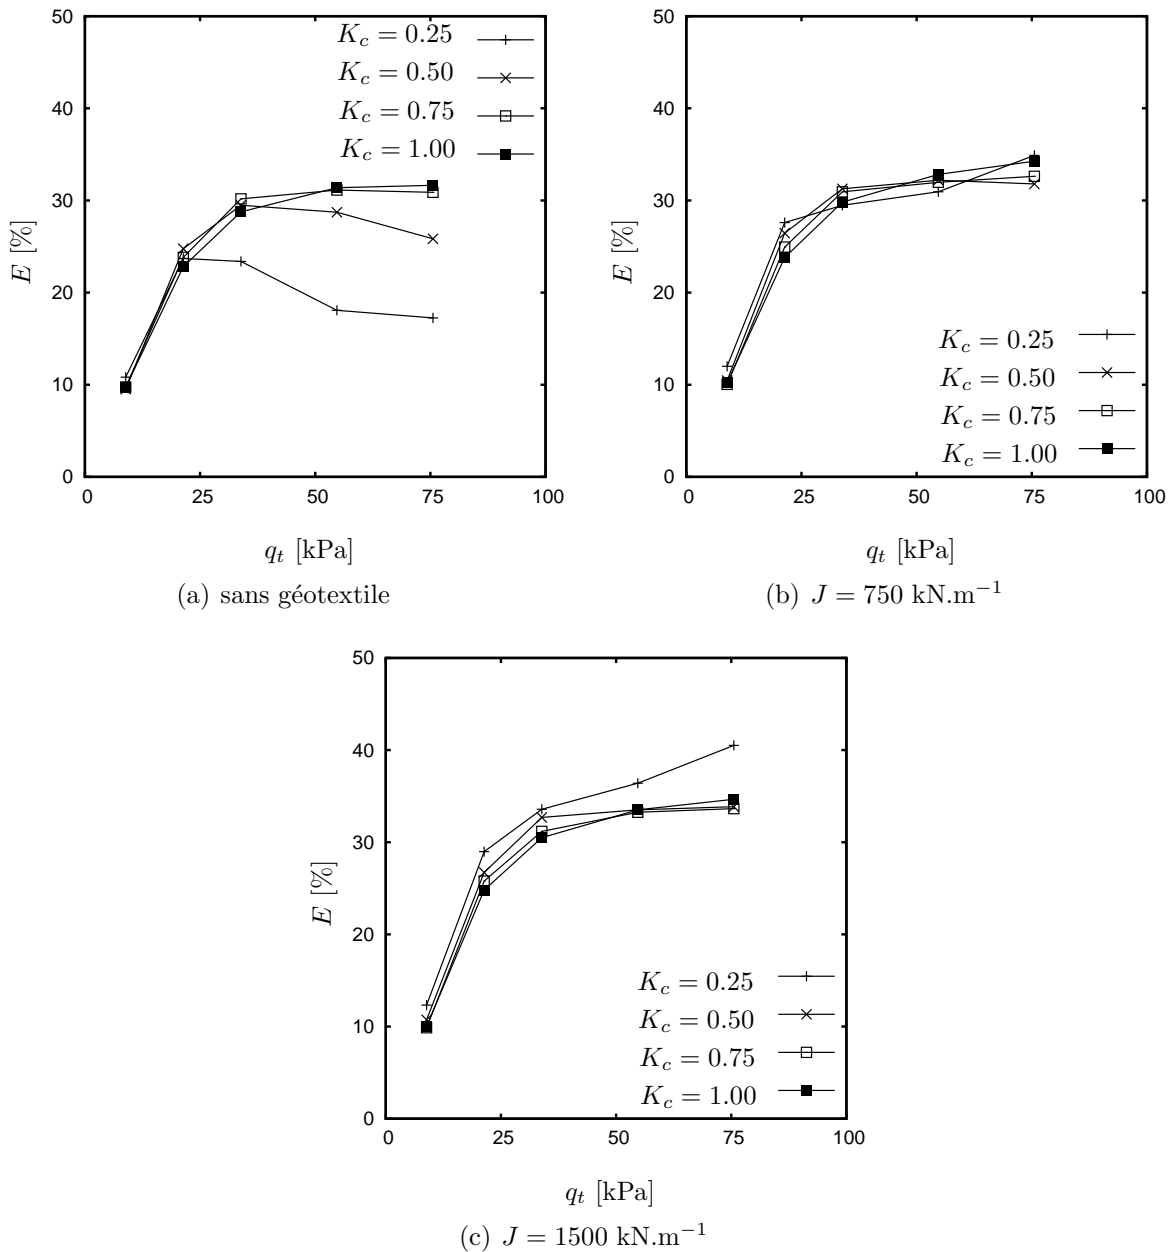 50
40
30
20
10
0
E [%]
K_c = 0.25
K_c = 0.50
K_c = 0.75
K_c = 1.00
0 25 50 75 100
q_t [kPa]
(a) sans géotextile
50
40
30
20
10
0
E [%]
K_c = 0.25
K_c = 0.50
K_c = 0.75
K_c = 1.00
0 25 50 75 100
q_t [kPa]
(b) J = 750 kN.m⁻¹
50
40
30
20
10
0
E [%]
K_c = 0.25
K_c = 0.50
K_c = 0.75
K_c = 1.00
0 25 50 75 100
q_t [kPa]
(c) J = 1500 kN.m⁻¹